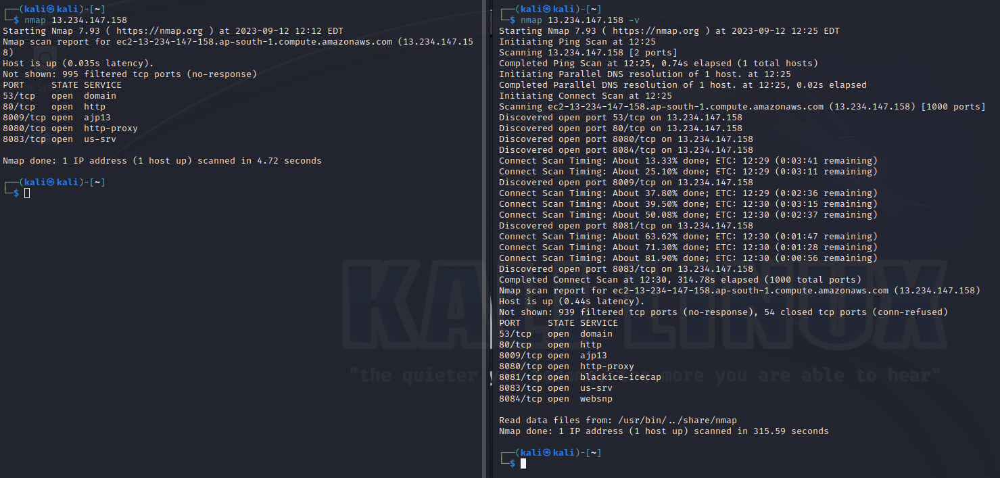 ┌──(kali㉿kali)-[~]
└─$ nmap 13.234.147.158
Starting Nmap 7.93 ( https://nmap.org ) at 2023-09-12 12:12 EDT
Nmap scan report for ec2-13-234-147-158.ap-south-1.compute.amazonaws.com (13.234.147.15
8)
Host is up (0.035s latency).
Not shown: 995 filtered tcp ports (no-response)
PORT     STATE SERVICE
53/tcp   open  domain
80/tcp   open  http
8009/tcp open  ajp13
8080/tcp open  http-proxy
8083/tcp open  us-srv
Nmap done: 1 IP address (1 host up) scanned in 4.72 seconds
┌──(kali㉿kali)-[~]
└─$
┌──(kali㉿kali)-[~]
└─$ nmap 13.234.147.158 -v
Starting Nmap 7.93 ( https://nmap.org ) at 2023-09-12 12:25 EDT
Initiating Ping Scan at 12:25
Scanning 13.234.147.158 [2 ports]
Completed Ping Scan at 12:25, 0.74s elapsed (1 total hosts)
Initiating Parallel DNS resolution of 1 host. at 12:25
Completed Parallel DNS resolution of 1 host. at 12:25, 0.02s elapsed
Initiating Connect Scan at 12:25
Scanning ec2-13-234-147-158.ap-south-1.compute.amazonaws.com (13.234.147.158) [1000 ports]
Discovered open port 53/tcp on 13.234.147.158
Discovered open port 80/tcp on 13.234.147.158
Discovered open port 8080/tcp on 13.234.147.158
Discovered open port 8084/tcp on 13.234.147.158
Connect Scan Timing: About 13.33% done; ETC: 12:29 (0:03:41 remaining)
Connect Scan Timing: About 25.10% done; ETC: 12:29 (0:03:11 remaining)
Discovered open port 8009/tcp on 13.234.147.158
Connect Scan Timing: About 37.80% done; ETC: 12:29 (0:02:36 remaining)
Connect Scan Timing: About 39.50% done; ETC: 12:30 (0:03:15 remaining)
Connect Scan Timing: About 50.08% done; ETC: 12:30 (0:02:37 remaining)
Discovered open port 8081/tcp on 13.234.147.158
Connect Scan Timing: About 63.62% done; ETC: 12:30 (0:01:47 remaining)
Connect Scan Timing: About 71.30% done; ETC: 12:30 (0:01:28 remaining)
Connect Scan Timing: About 81.90% done; ETC: 12:30 (0:00:56 remaining)
Discovered open port 8083/tcp on 13.234.147.158
Completed Connect Scan at 12:30, 314.78s elapsed (1000 total ports)
Nmap scan report for ec2-13-234-147-158.ap-south-1.compute.amazonaws.com (13.234.147.158)
Host is up (0.44s latency).
Not shown: 939 filtered tcp ports (no-response), 54 closed tcp ports (conn-refused)
PORT     STATE SERVICE
53/tcp   open  domain
80/tcp   open  http
8009/tcp open  ajp13
8080/tcp open  http-proxy
8081/tcp open  blackice-icecap
8083/tcp open  us-srv
8084/tcp open  websnp
Read data files from: /usr/bin/../share/nmap
Nmap done: 1 IP address (1 host up) scanned in 315.59 seconds
┌──(kali㉿kali)-[~]
└─$
KALI LINUX
"the quieter more you are able to hear"